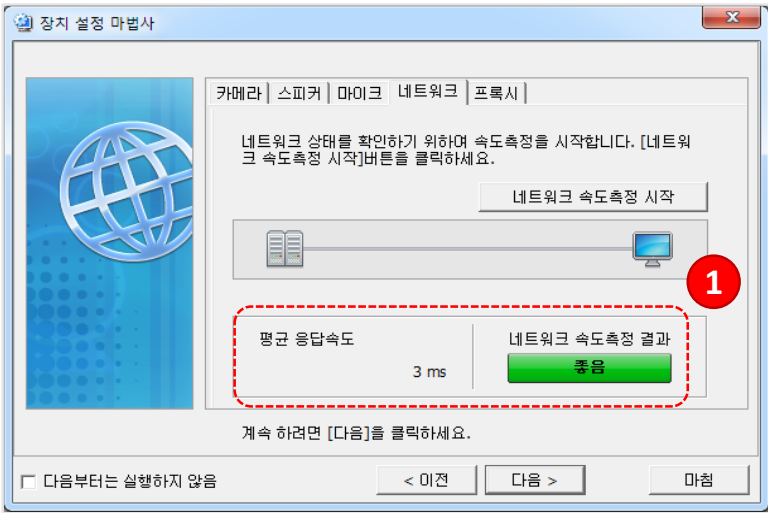 장치 설정 마법사
카메라 스피커 마이크 네트워크 프록시
네트워크 상태를 확인하기 위하여 속도측정을 시작합니다. [네트워
크 속도측정 시작]버튼을 클릭하세요.
네트워크 속도측정 시작
1
평균 응답속도
3 ms
네트워크 속도측정 결과
좋음
계속 하려면 [다음]을 클릭하세요.
다음부터는 실행하지 않음
< 이전
다음 >
마침